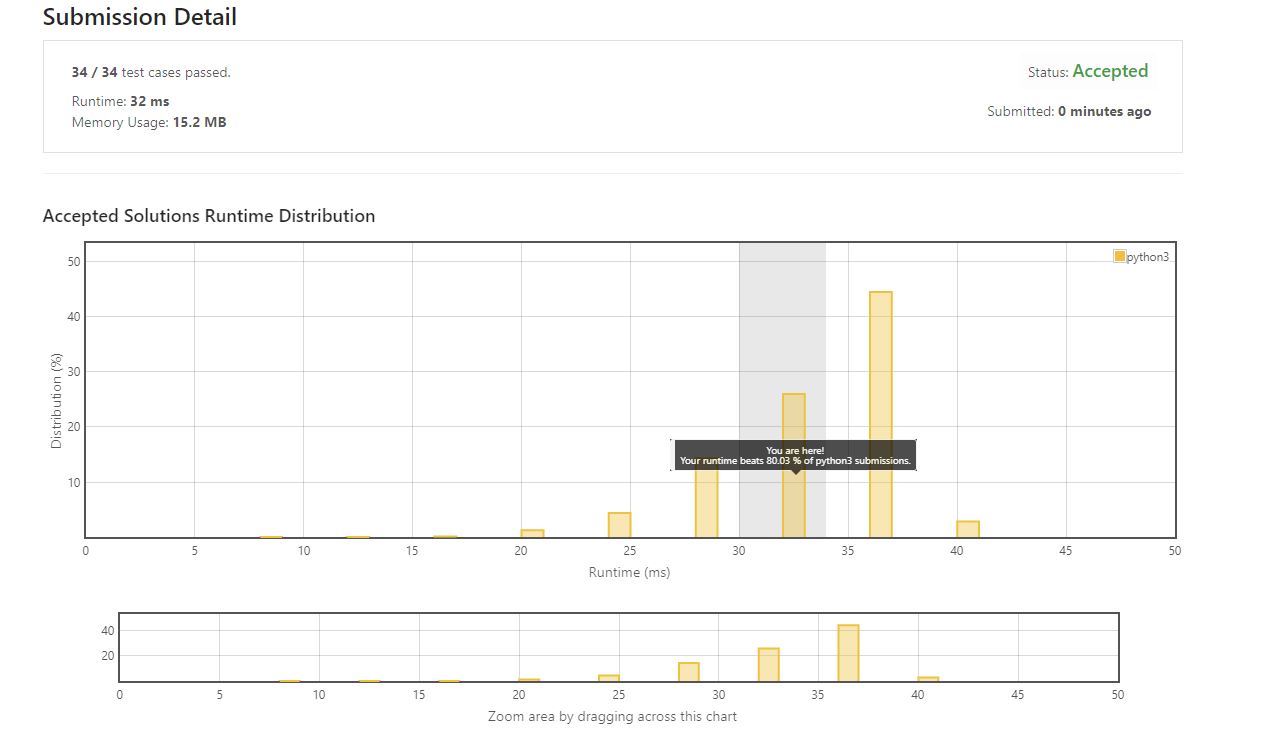 Submission Detail
34 / 34 test cases passed.
Status: Accepted
Runtime: 32 ms
Memory Usage: 15.2 MB
Submitted: 0 minutes ago
Accepted Solutions Runtime Distribution
python3
Distribution (%)
50
40
30
20
10
You are here!
Your runtime beats 80.03 % of python3 submissions.
0 5 10 15 20 25 30 35 40 45 50
Runtime (ms)
40
20
0 5 10 15 20 25 30 35 40 45 50
Zoom area by dragging across this chart